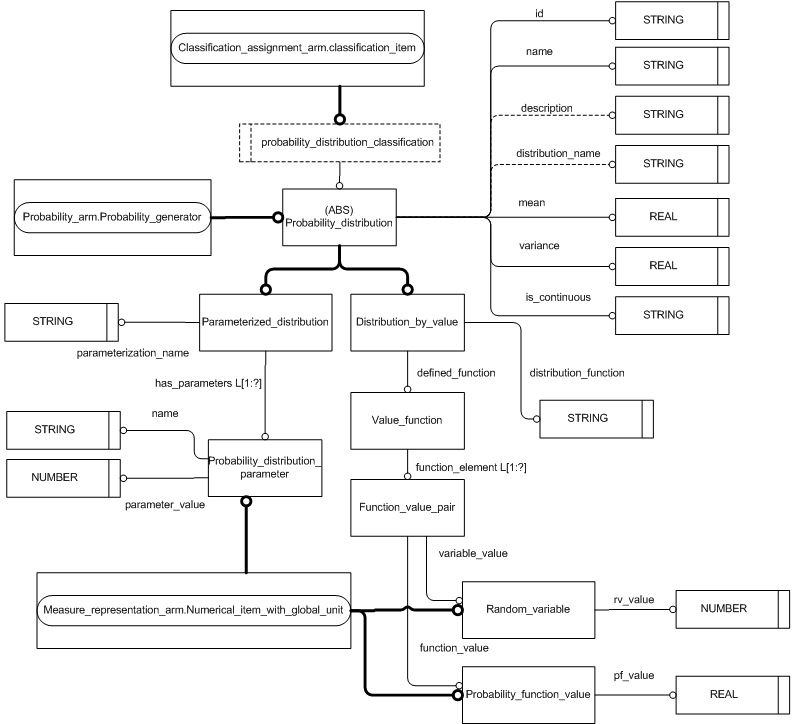 id
STRING
Classification_assignment_arm.classification_item
name
STRING
description
STRING
probability_distribution_classification
distribution_name
STRING
(ABS)
Probability_distribution
Probability_arm.Probability_generator
mean
REAL
variance
REAL
is_continuous
STRING
STRING
Parameterized_distribution
Distribution_by_value
parameterization_name
has_parameters L[1:?]
defined_function
distribution_function
name
STRING
Value_function
STRING
Probability_distribution_
parameter
function_element L[1:?]
NUMBER
parameter_value
Function_value_pair
variable_value
Measure_representation_arm.Numerical_item_with_global_unit
Random_variable
rv_value
NUMBER
function_value
Probability_function_value
pf_value
REAL